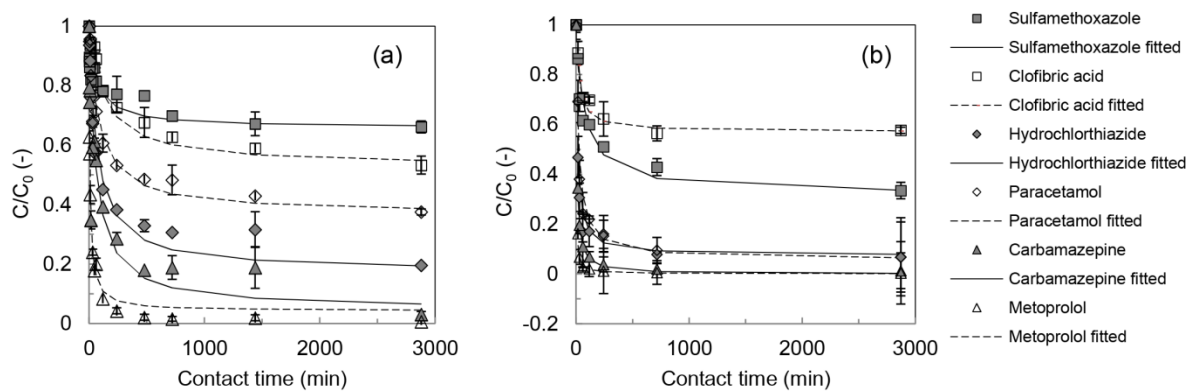 1
0.8
0.6
0.4
0.2
0
C/C0 (-)
0 1000 2000 3000
Contact time (min)
(a)
1
0.8
0.6
0.4
0.2
0
-0.2
C/C0 (-)
0 1000 2000 3000
Contact time (min)
(b)
Sulfamethoxazole
Sulfamethoxazole fitted
Clofibric acid
Clofibric acid fitted
Hydrochlorthiazide
Hydrochlorthiazide fitted
Paracetamol
Paracetamol fitted
Carbamazepine
Carbamazepine fitted
Metoprolol
Metoprolol fitted